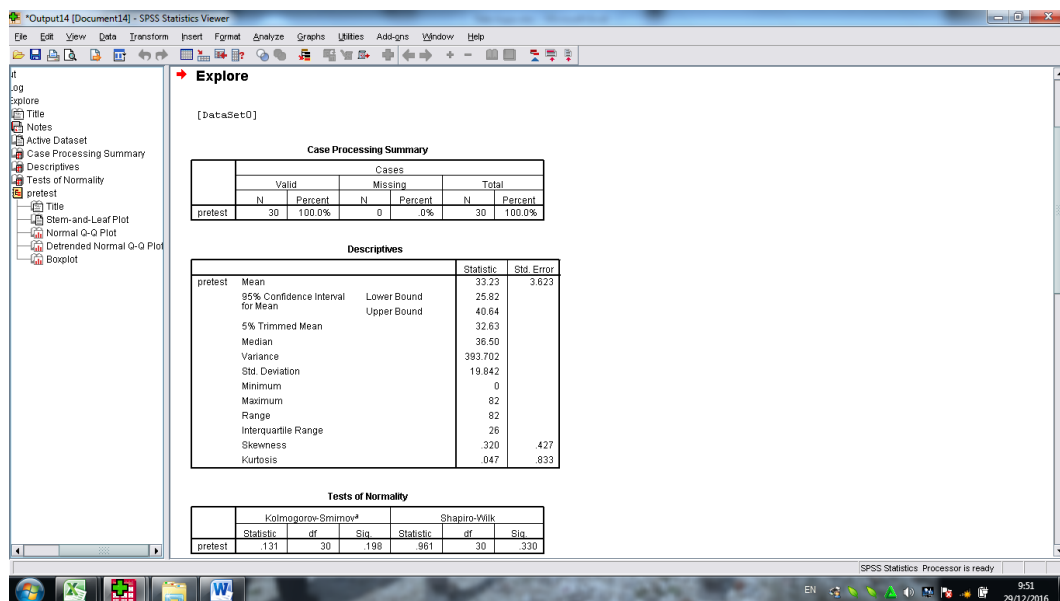 *Output14 [Document14] - SPSS Statistics Viewer
File Edit View Data Transform Insert Format Analyze Graphs Utilities Add-ons Window Help
ut
Log
Explore
Title
Notes
Active Dataset
Case Processing Summary
Descriptives
Tests of Normality
pretest
Title
Stem-and-Leaf Plot
Normal Q-Q Plot
Detrended Normal Q-Q Plot
Boxplot
Explore
[DataSet0]
Case Processing Summary
Cases
Valid Missing Total
N Percent N Percent N Percent
pretest 30 100.0% 0 .0% 30 100.0%
Descriptives
Statistic Std. Error
pretest Mean 33.23 3.623
95% Confidence Interval for Mean Lower Bound 25.82
Upper Bound 40.64
5% Trimmed Mean 32.63
Median 36.50
Variance 393.702
Std. Deviation 19.842
Minimum 0
Maximum 82
Range 82
Interquartile Range 26
Skewness .320 .427
Kurtosis .047 .833
Tests of Normality
Kolmogorov-Smirnovª Shapiro-Wilk
Statistic df Sig. Statistic df Sig.
pretest .131 30 .198 .961 30 .330
SPSS Statistics Processor is ready
EN 9:51
29/12/2016